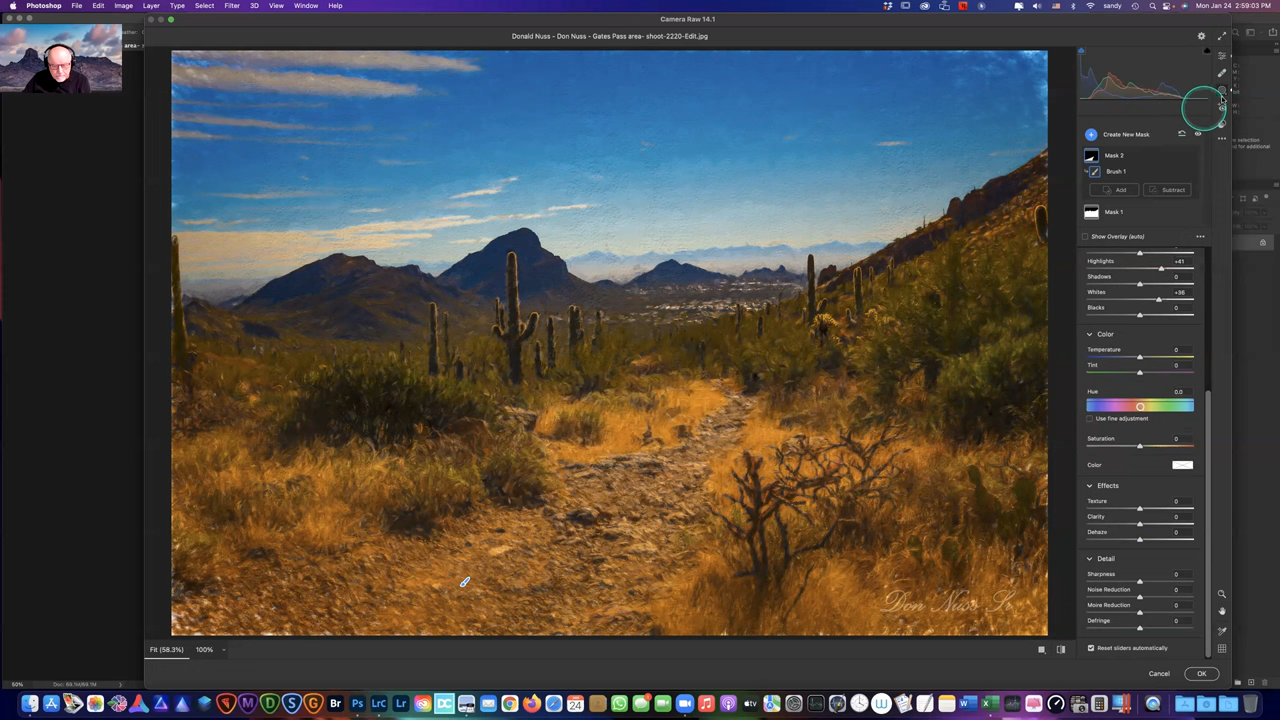 Photoshop File Edit Image Layer Type Select Filter 3D View Window Help
sandy Mon Jan 24 2:59:03 PM
Camera Raw 14.1
Donald Nuss - Don Nuss - Gates Pass area- shoot-2220-Edit.jpg
Create New Mask
Mask 2
Brush 1
Add Subtract
Mask 1
Show Overlay (auto)
Highlights +41
Shadows 0
Whites +36
Blacks 0
Color
Temperature 0
Tint 0
Hue 0.0
Use fine adjustment
Saturation 0
Color
Effects
Texture 0
Clarity 0
Dehaze 0
Detail
Sharpness 0
Noise Reduction 0
Moire Reduction 0
Defringe 0
Don Nuss Sr
Reset sliders automatically
Fit (58.3%) 100%
Cancel OK
50%